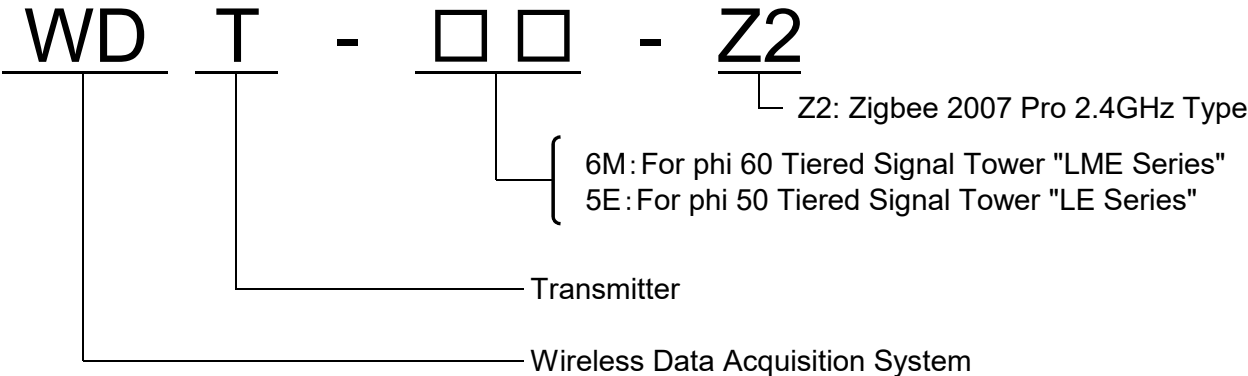 WD T - □□ - Z2
Z2: Zigbee 2007 Pro 2.4GHz Type
6M:For phi 60 Tiered Signal Tower "LME Series"
5E:For phi 50 Tiered Signal Tower "LE Series"
Transmitter
Wireless Data Acquisition System